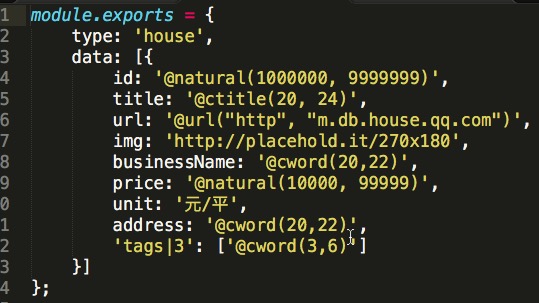 1 module.exports = {
2     type: 'house',
3     data: [{
4         id: '@natural(1000000, 9999999)',
5         title: '@ctitle(20, 24)',
6         url: '@url("http", "m.db.house.qq.com")',
7         img: 'http://placehold.it/270x180',
8         businessName: '@cword(20,22)',
9         price: '@natural(10000, 99999)',
0         unit: '元/平',
1         address: '@cword(20,22)',
2         'tags|3': ['@cword(3,6)']
3     }]
4 };